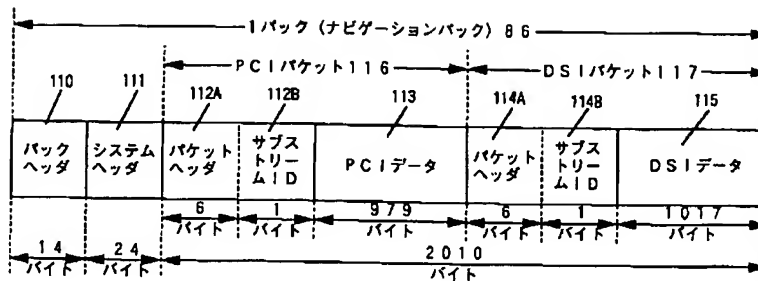 1パック(ナビゲーションパック)86
PCIパケット116
DSIパケット117
110
111
112A
112B
113
114A
114B
115
パック
ヘッダ
システム
ヘッダ
パケット
ヘッダ
サブス
トリー
ムID
PCIデータ
パケット
ヘッダ
サブス
トリー
ムID
DSIデータ
6
バイト
1
バイト
979
バイト
6
バイト
1
バイト
1017
バイト
14
バイト
24
バイト
2010
バイト